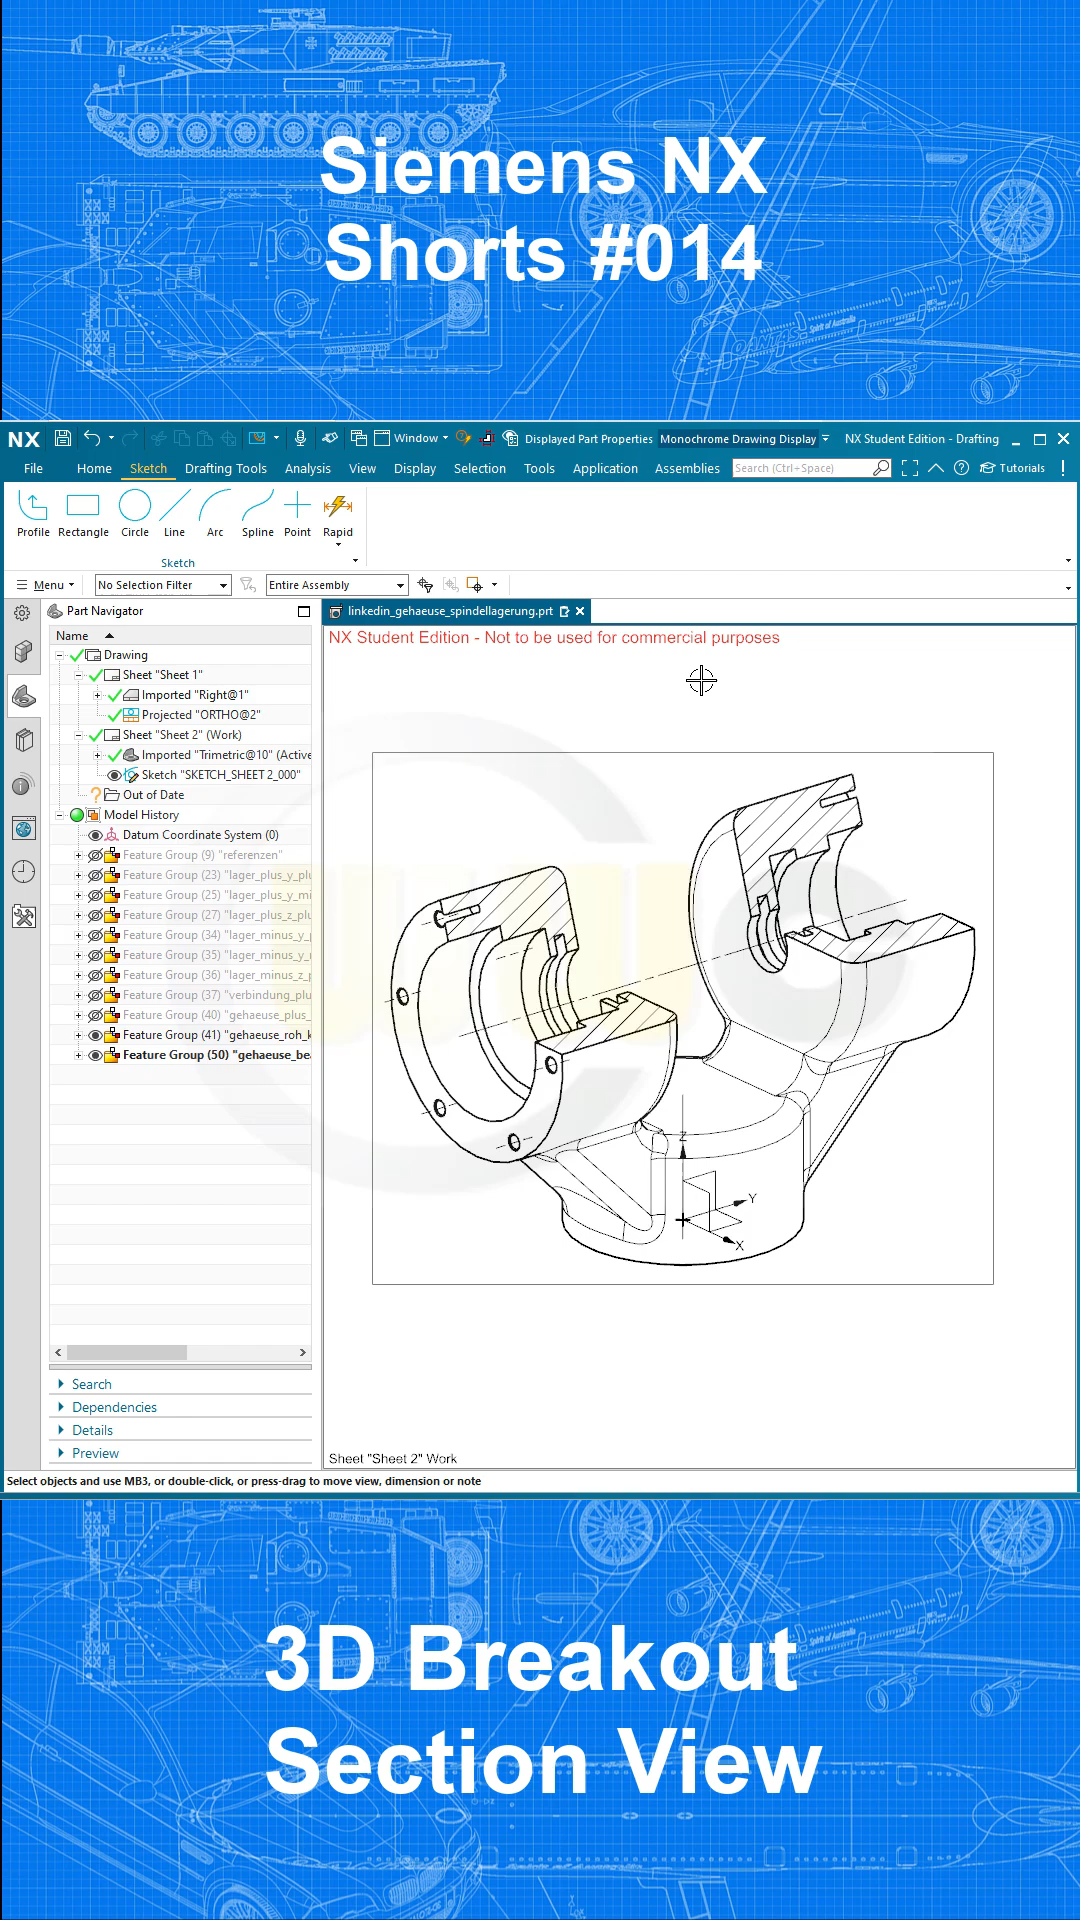 Siemens NX
Shorts #014
NX
Window
Displayed Part Properties
Monochrome Drawing Display
NX Student Edition - Drafting
File
Home
Sketch
Drafting Tools
Analysis
View
Display
Selection
Tools
Application
Assemblies
Search (Ctrl+Space)
Tutorials
Profile
Rectangle
Circle
Line
Arc
Spline
Point
Rapid
Sketch
Menu
No Selection Filter
Entire Assembly
Part Navigator
linkedin_gehaeuse_spindellagerung.prt
Name
NX Student Edition - Not to be used for commercial purposes
Drawing
Sheet "Sheet 1"
Imported "Right@1"
Projected "ORTHO@2"
Sheet "Sheet 2" (Work)
Imported "Trimetric@10" (Active
Sketch "SKETCH_SHEET 2_000"
Out of Date
Model History
Datum Coordinate System (0)
Feature Group (9) "referenzen"
Feature Group (23) "lager_plus_y_plu
Feature Group (25) "lager_plus_y_mi
Feature Group (27) "lager_plus_z_plu
Feature Group (34) "lager_minus_y_p
Feature Group (35) "lager_minus_y_
Feature Group (36) "lager_minus_z_p
Feature Group (37) "verbindung_plu
Feature Group (40) "gehaeuse_plus_
Feature Group (41) "gehaeuse_roh_k
Feature Group (50) "gehaeuse_be
Z
Y
X
Search
Dependencies
Details
Preview
Sheet "Sheet 2" Work
Select objects and use MB3, or double-click, or press-drag to move view, dimension or note
3D Breakout
Section View